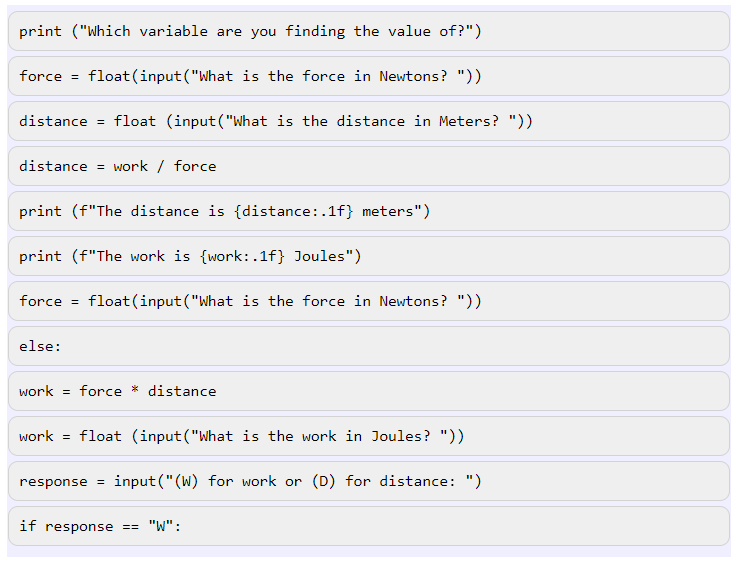 print ("Which variable are you finding the value of?")
force = float(input("What is the force in Newtons? "))
distance = float (input("What is the distance in Meters? "))
distance = work / force
print (f"The distance is {distance:.1f} meters")
print (f"The work is {work:.1f} Joules")
force = float(input("What is the force in Newtons? "))
else:
work = force * distance
work = float (input("What is the work in Joules? "))
response = input("(W) for work or (D) for distance: ")
if response == "W":